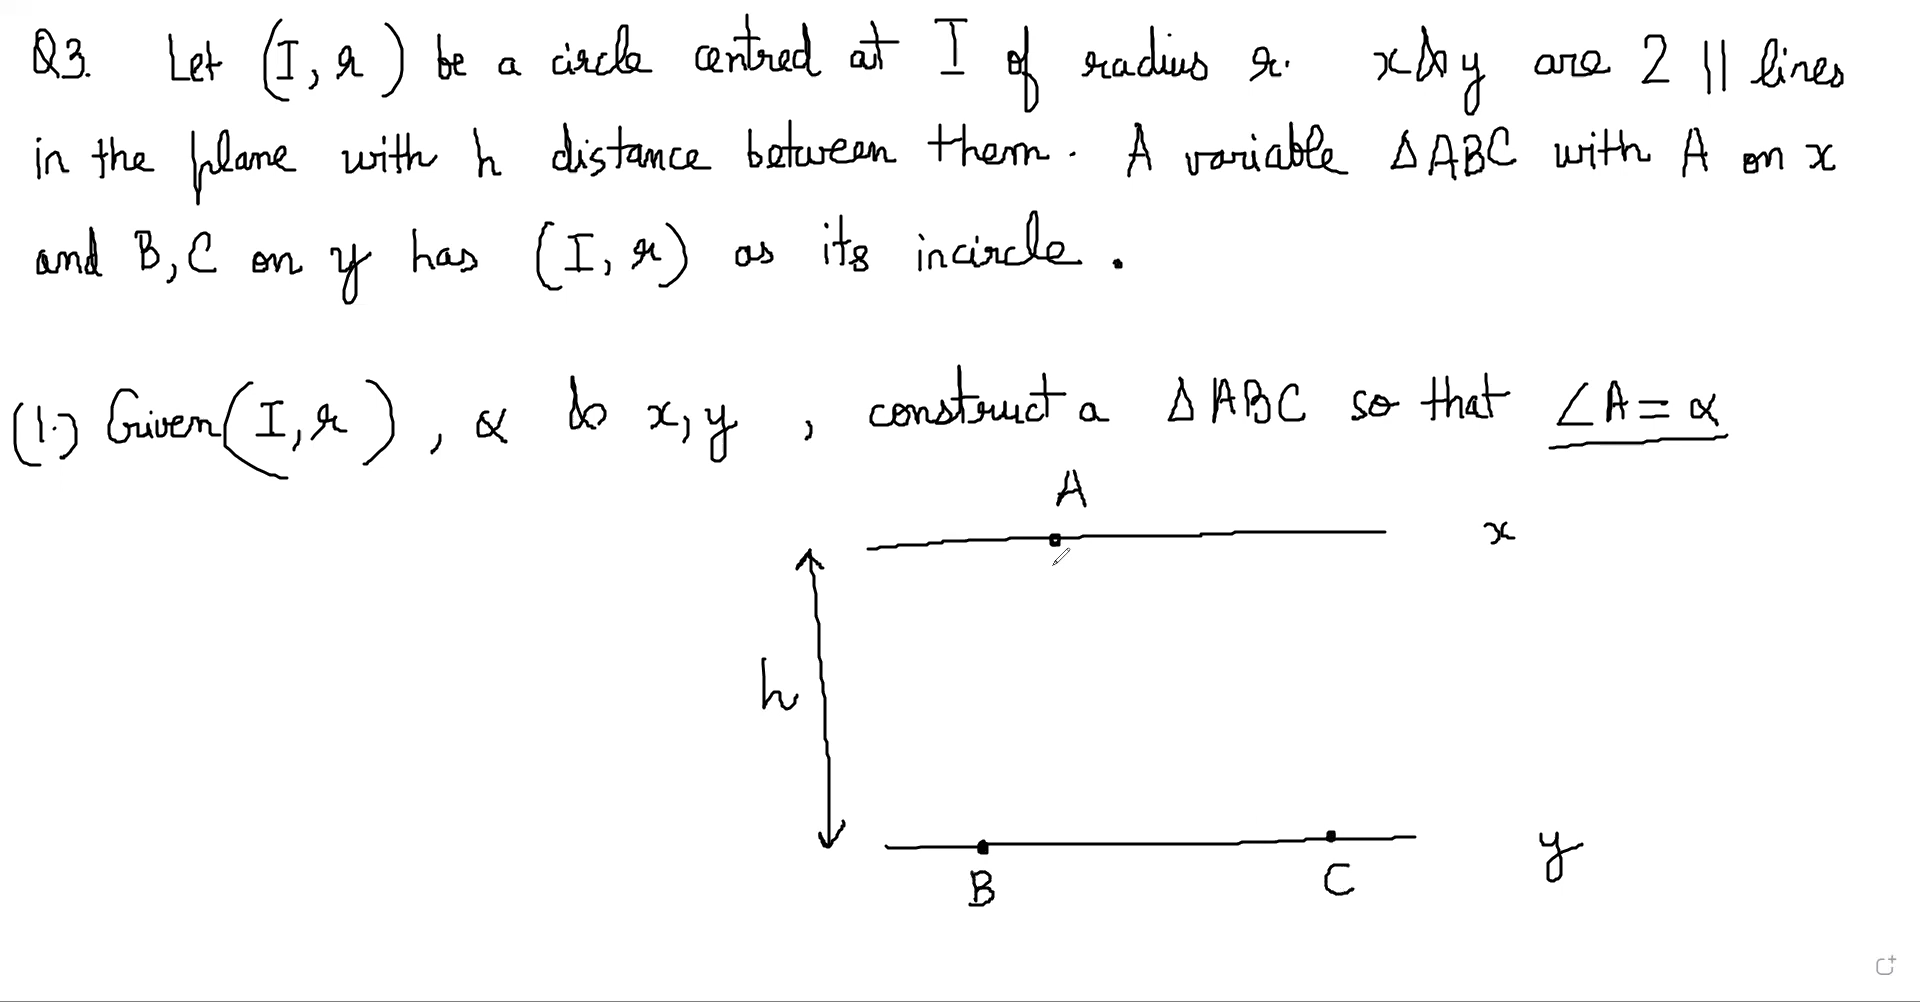 Q3. Let (I, r) be a circle centred at I of radius r. x & y are 2 || lines
in the plane with h distance between them. A variable ΔABC with A on x
and B, C on y has (I, r) as its incircle.
(1.) Given (I, r), α & x, y, construct a ΔABC so that ∠A = α
A
x
h
y
B
C